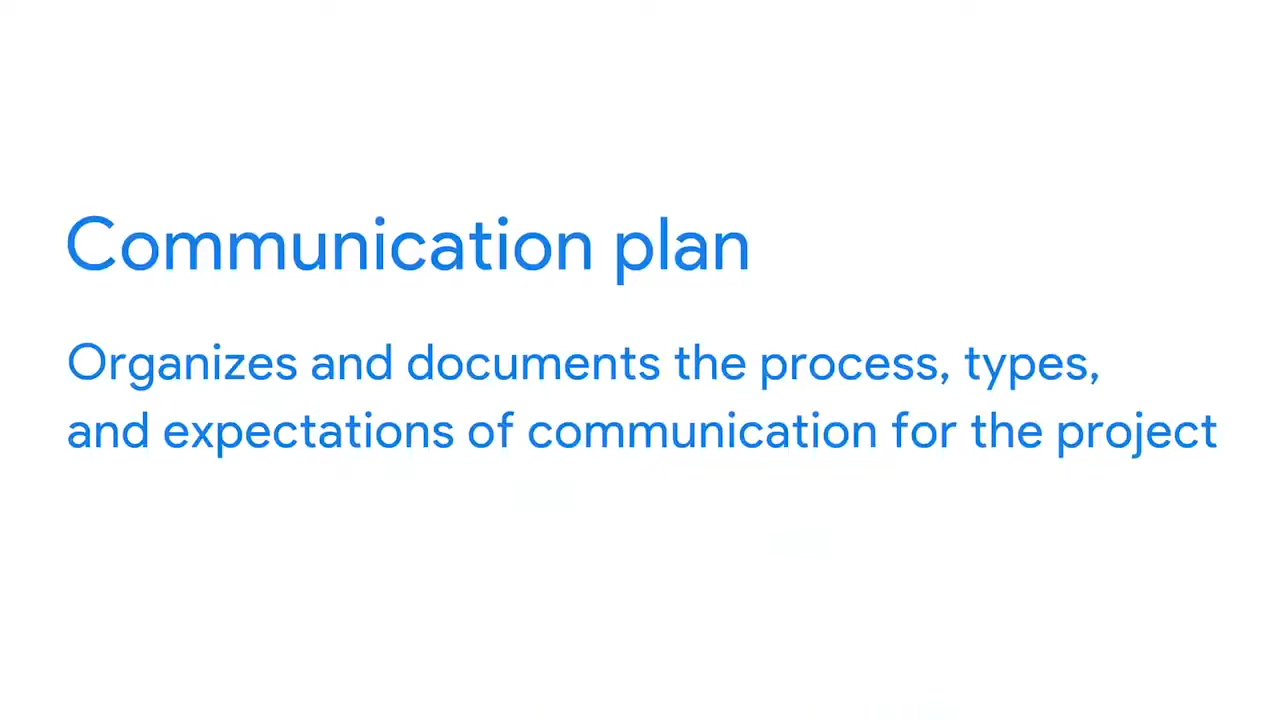 Communication plan
Organizes and documents the process, types,
and expectations of communication for the project